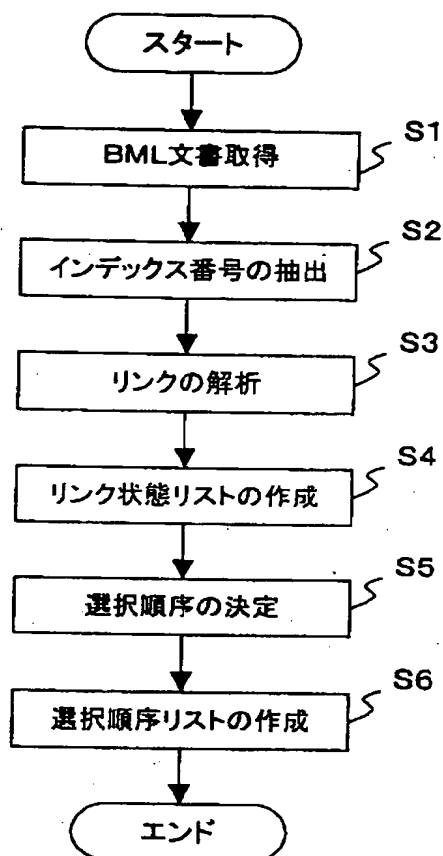 スタート
BML文書取得
S1
インデックス番号の抽出
S2
リンクの解析
S3
リンク状態リストの作成
S4
選択順序の決定
S5
選択順序リストの作成
S6
エンド